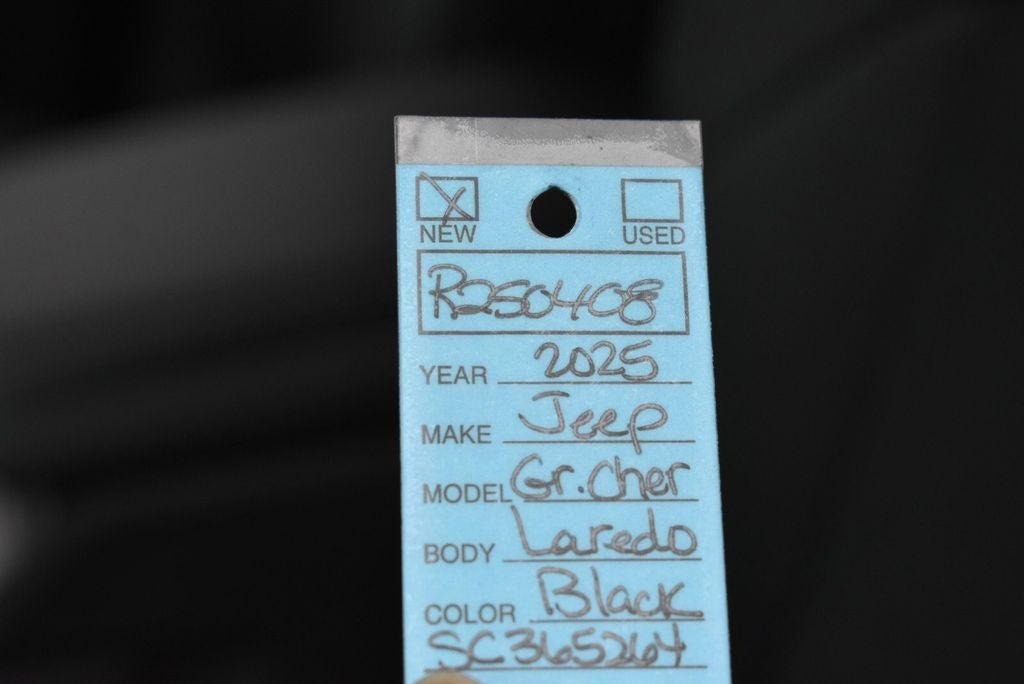 NEW USED
R250408
YEAR 2025
MAKE Jeep
MODEL Gr. Cher
BODY Laredo
COLOR Black
SC365264